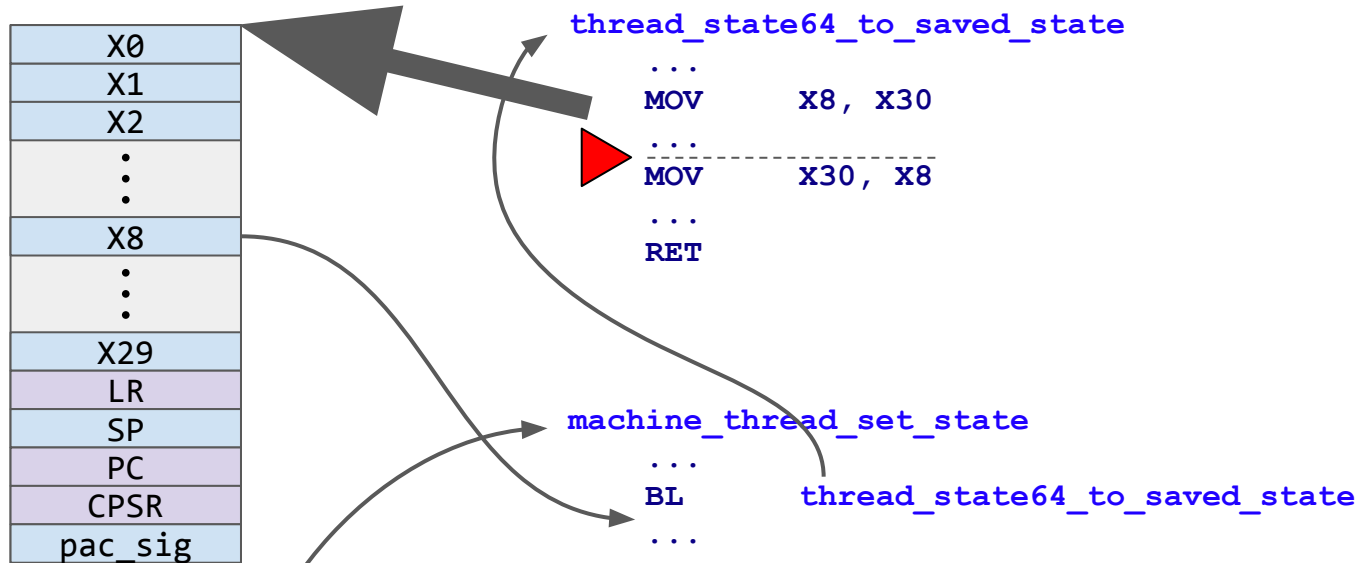 X0
X1
X2
X8
X29
LR
SP
PC
CPSR
pac_sig
thread_state64_to_saved_state
...
MOV X8, X30
...
MOV X30, X8
...
RET
machine_thread_set_state
...
BL thread_state64_to_saved_state
...